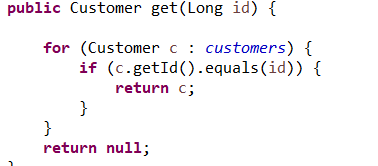 public Customer get(Long id) {
for (Customer c : customers) {
if (c.getId().equals(id)) {
return c;
}
}
return null;